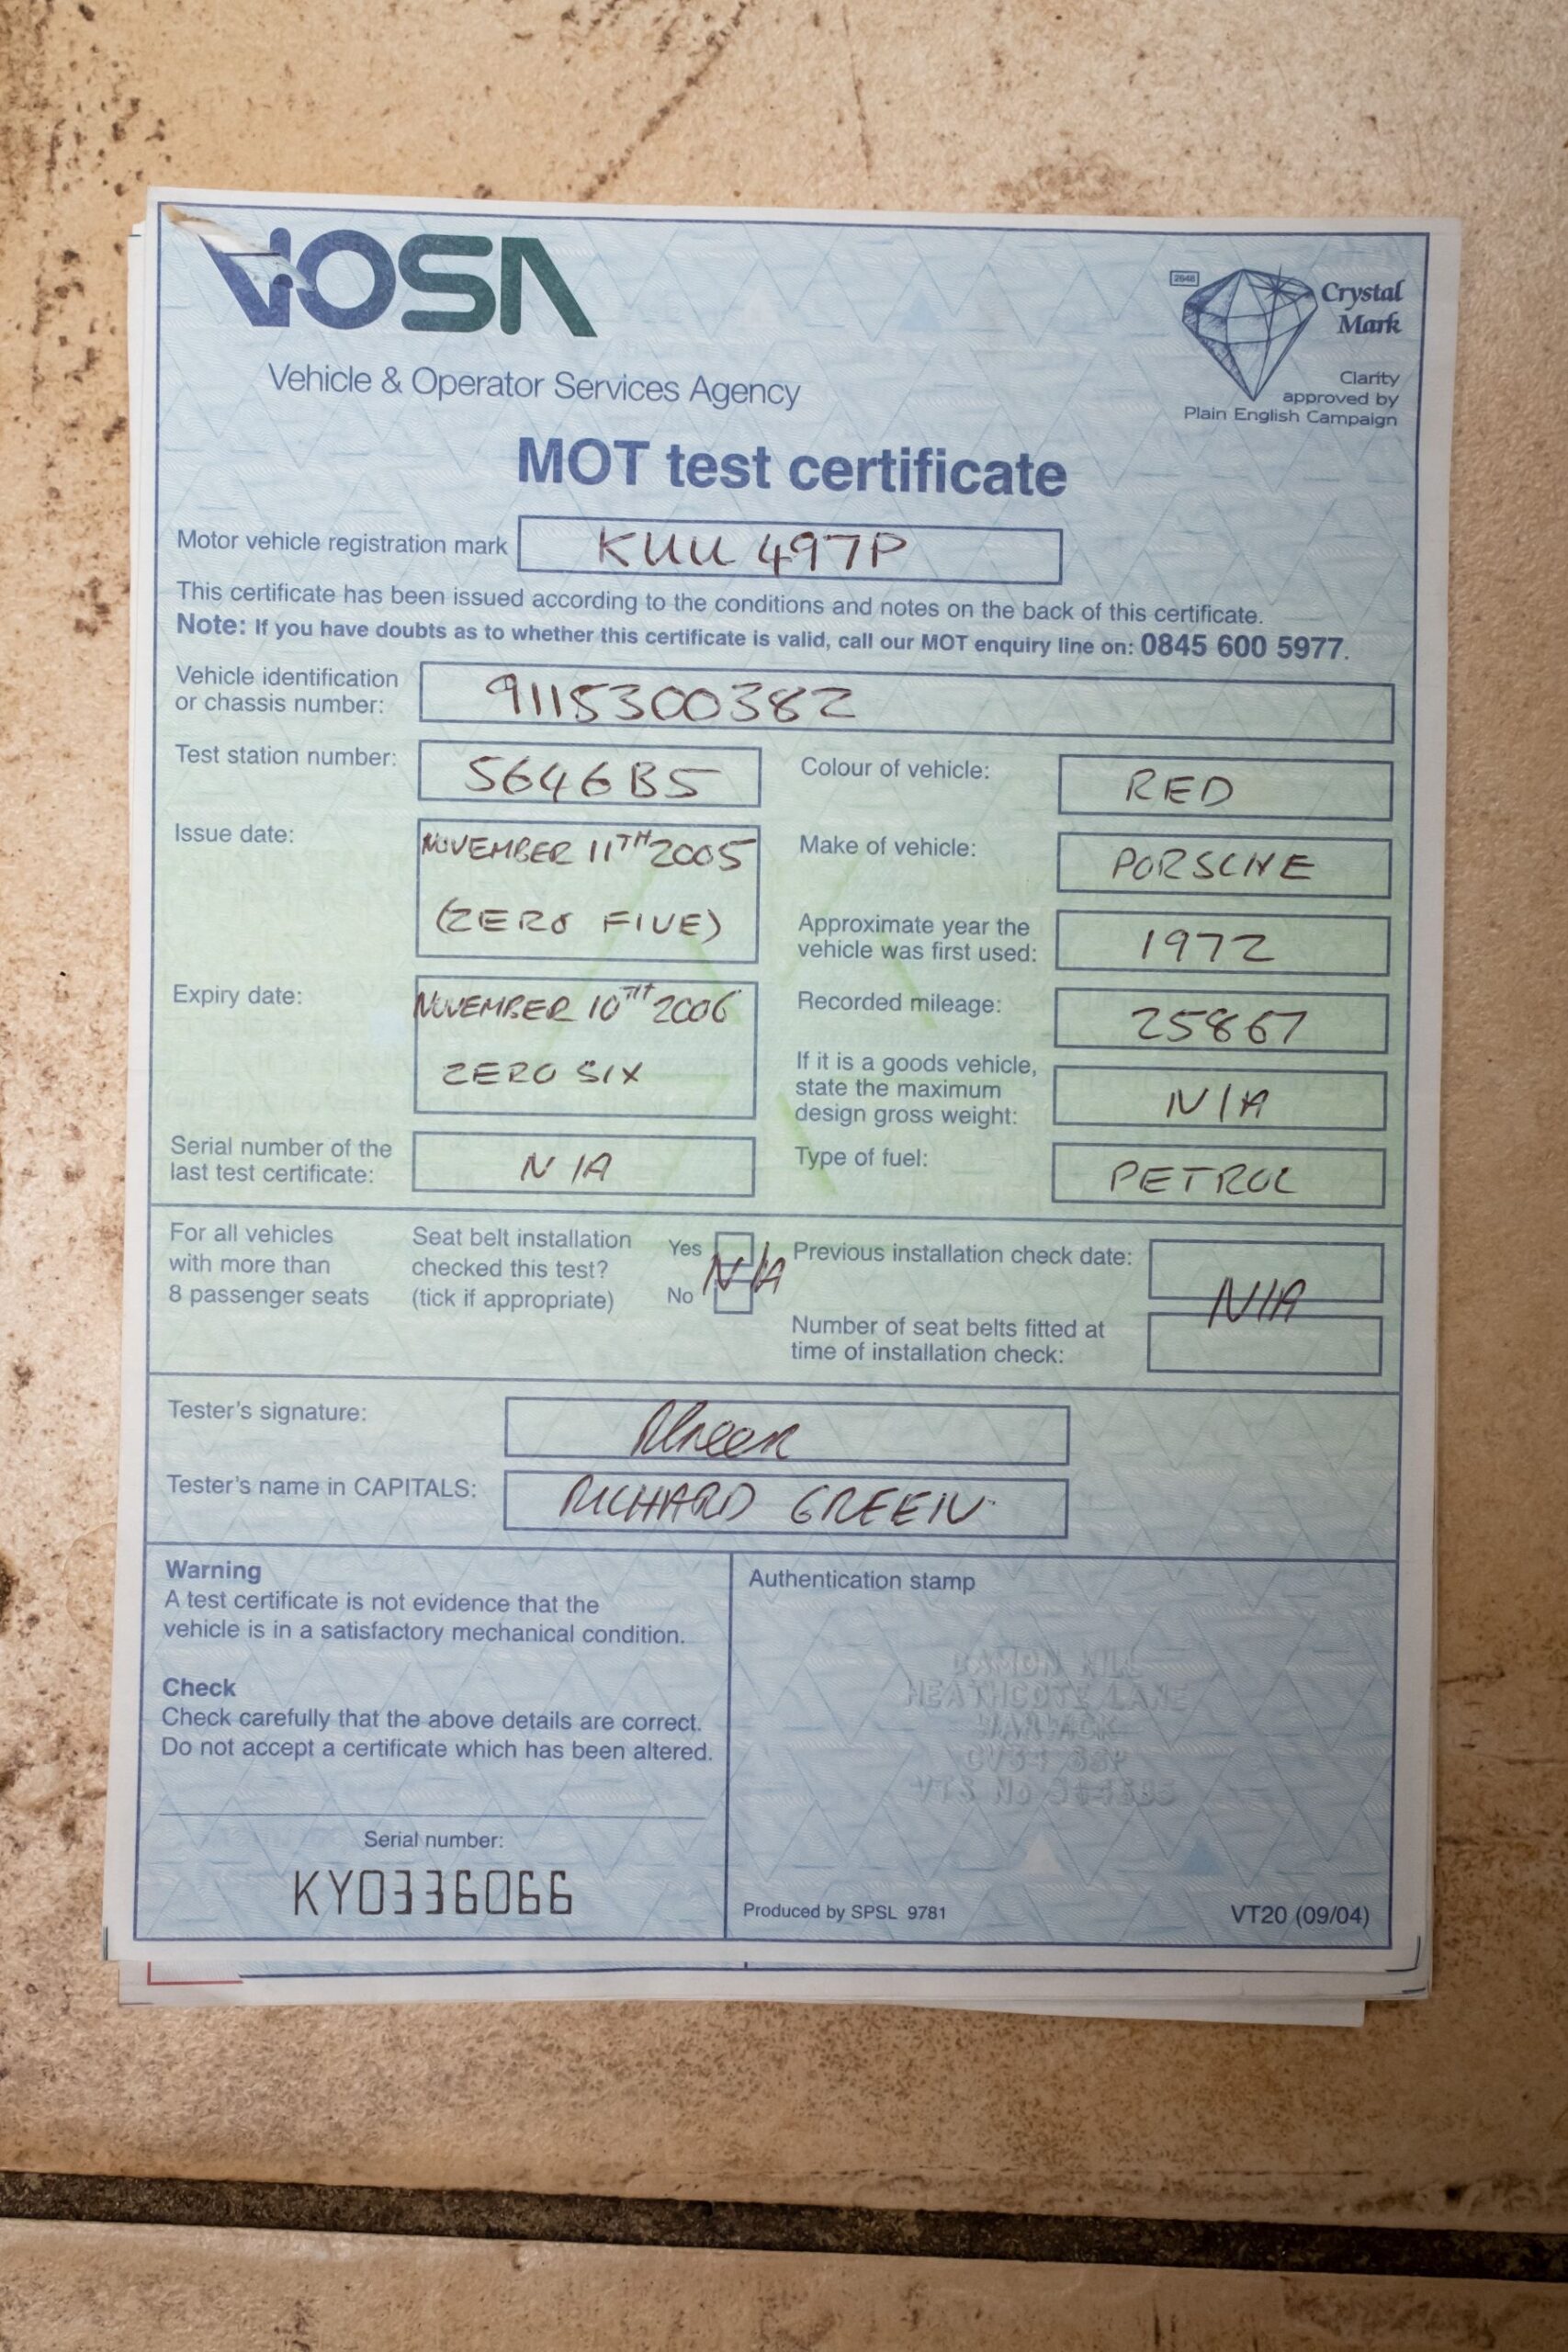 VOSA
Vehicle & Operator Services Agency
2648
Crystal
Mark
Clarity
approved by
Plain English Campaign
MOT test certificate
Motor vehicle registration mark KUU 497P
This certificate has been issued according to the conditions and notes on the back of this certificate.
Note: If you have doubts as to whether this certificate is valid, call our MOT enquiry line on: 0845 600 5977.
Vehicle identification
or chassis number: 9115300382
Test station number: 5646B5
Colour of vehicle: RED
Issue date: NOVEMBER 11TH 2005
(ZERO FIVE)
Make of vehicle: PORSCHE
Approximate year the
vehicle was first used: 1972
Expiry date: NOVEMBER 10TH 2006
ZERO SIX
Recorded mileage: 25867
If it is a goods vehicle,
state the maximum
design gross weight: N/A
Serial number of the
last test certificate: N/A
Type of fuel: PETROL
For all vehicles
with more than
8 passenger seats
Seat belt installation
checked this test?
(tick if appropriate)
Yes
No
N/A
Previous installation check date:
N/A
Number of seat belts fitted at
time of installation check:
Tester's signature:
Tester's name in CAPITALS: RICHARD GREEN
Warning
A test certificate is not evidence that the
vehicle is in a satisfactory mechanical condition.
Check
Check carefully that the above details are correct.
Do not accept a certificate which has been altered.
Serial number:
KY0336066
Authentication stamp
DAMON HILL
HEATHCOTE LANE
WARWICK
VTS No
Produced by SPSL 9781
VT20 (09/04)